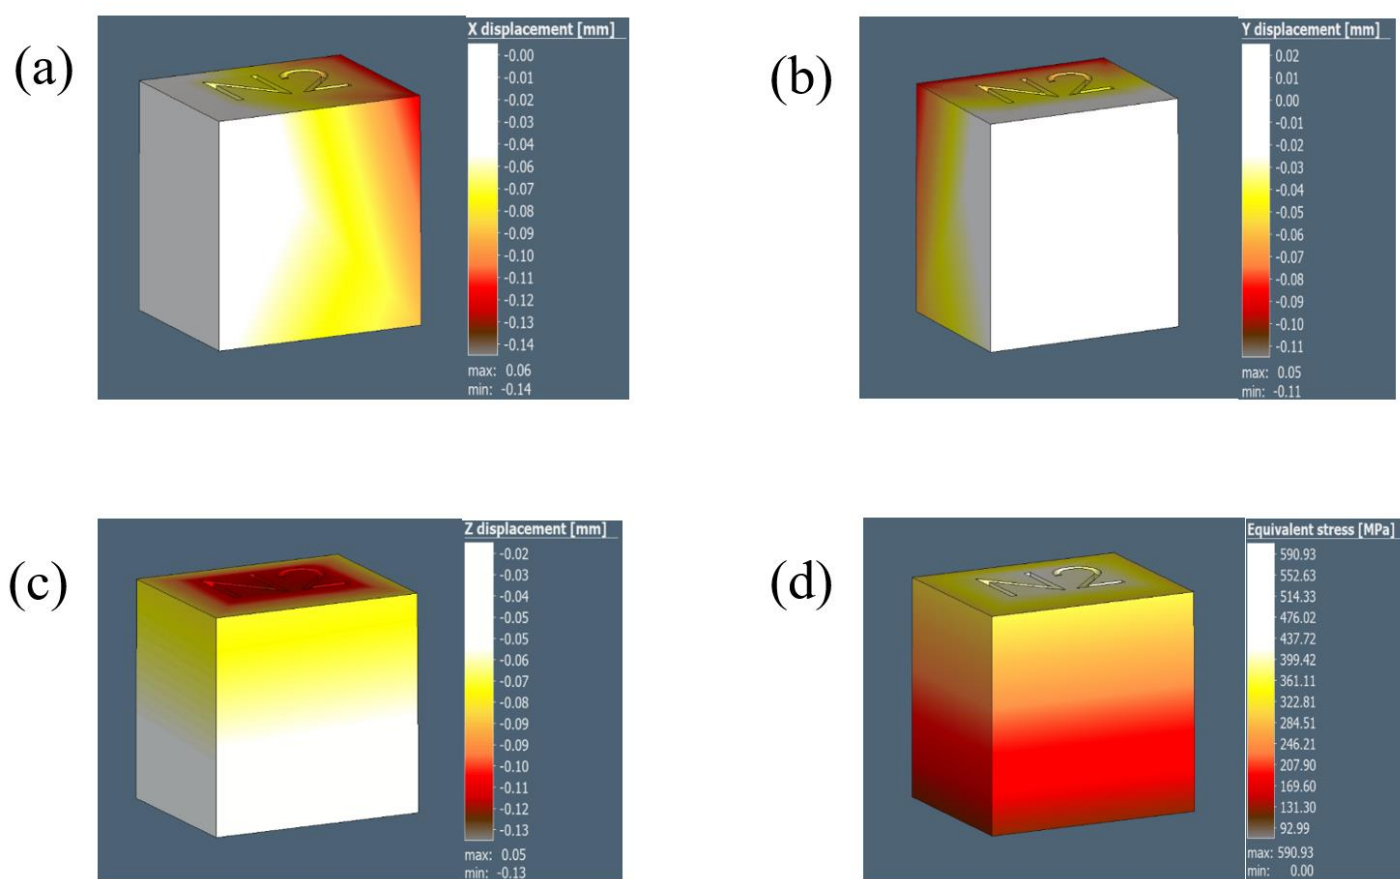 (a)
N2
X displacement [mm]
-0.00
-0.01
-0.02
-0.03
-0.04
-0.06
-0.07
-0.08
-0.09
-0.10
-0.11
-0.12
-0.13
-0.14
max: 0.06
min: -0.14
(b)
N2
Y displacement [mm]
0.02
0.01
0.00
-0.01
-0.02
-0.03
-0.04
-0.05
-0.06
-0.07
-0.08
-0.09
-0.10
-0.11
max: 0.05
min: -0.11
(c)
N2
Z displacement [mm]
-0.02
-0.03
-0.04
-0.05
-0.06
-0.07
-0.08
-0.09
-0.09
-0.10
-0.11
-0.12
-0.13
max: 0.05
min: -0.13
(d)
N2
Equivalent stress [MPa]
590.93
552.63
514.33
476.02
437.72
399.42
361.11
322.81
284.51
246.21
207.90
169.60
131.30
92.99
max: 590.93
min: 0.00